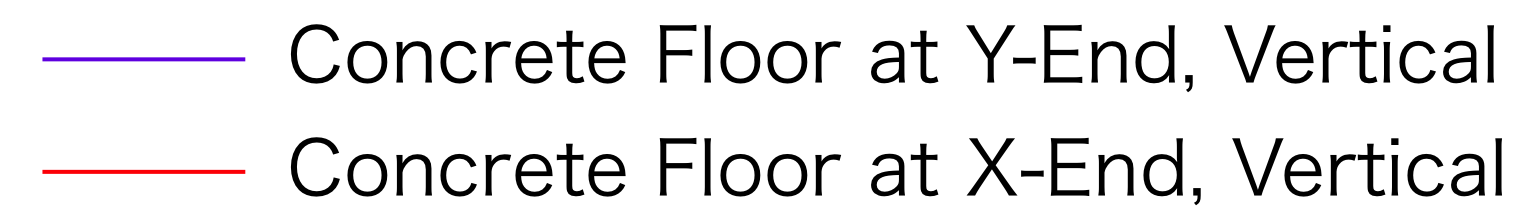 Concrete Floor at Y-End, Vertical
Concrete Floor at X-End, Vertical